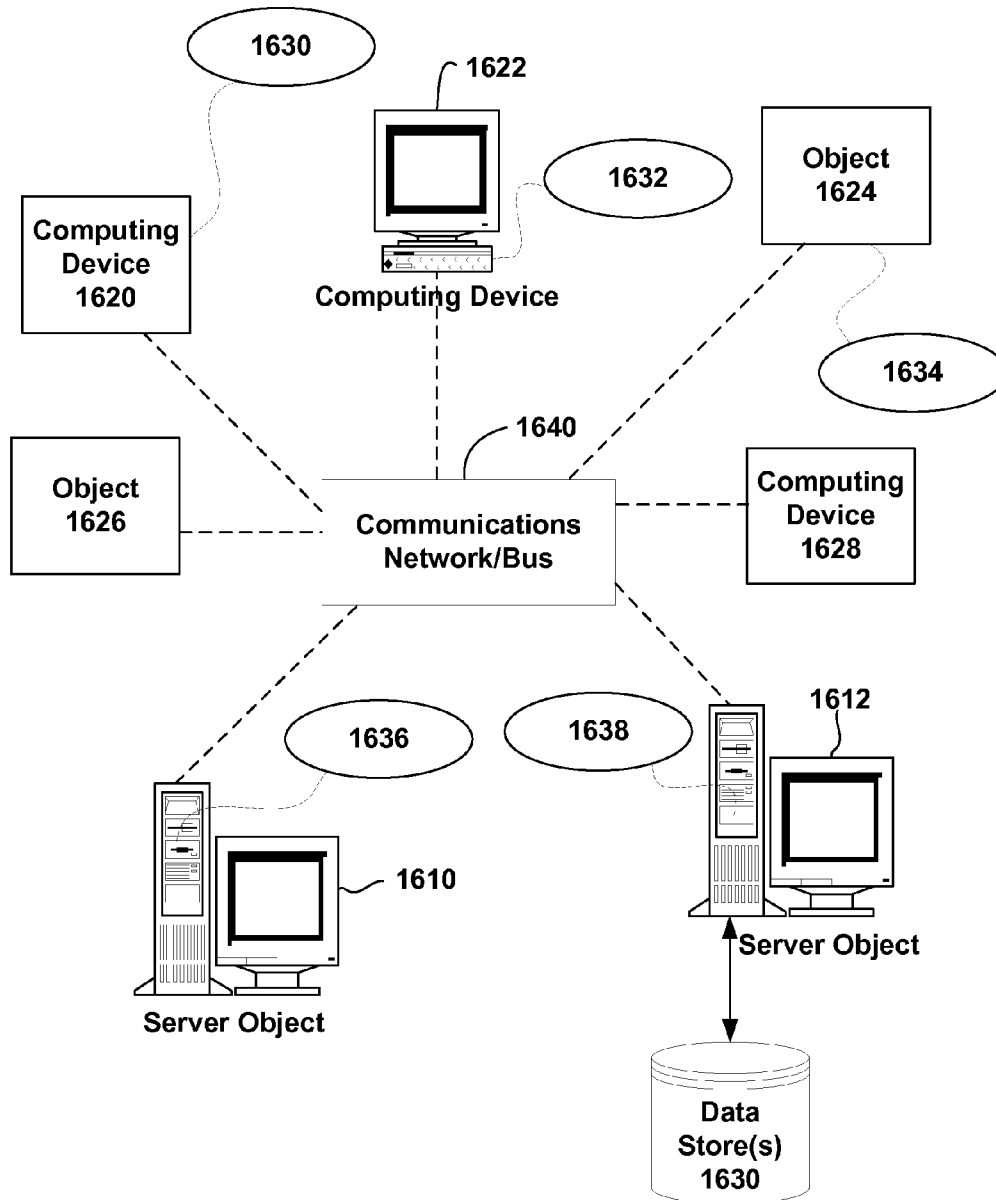 1630
1622
1632
Object
1624
Computing
Device
1620
Computing Device
1634
1640
Object
1626
Communications
Network/Bus
Computing
Device
1628
1636
1638
1612
1610
Server Object
Server Object
Data
Store(s)
1630